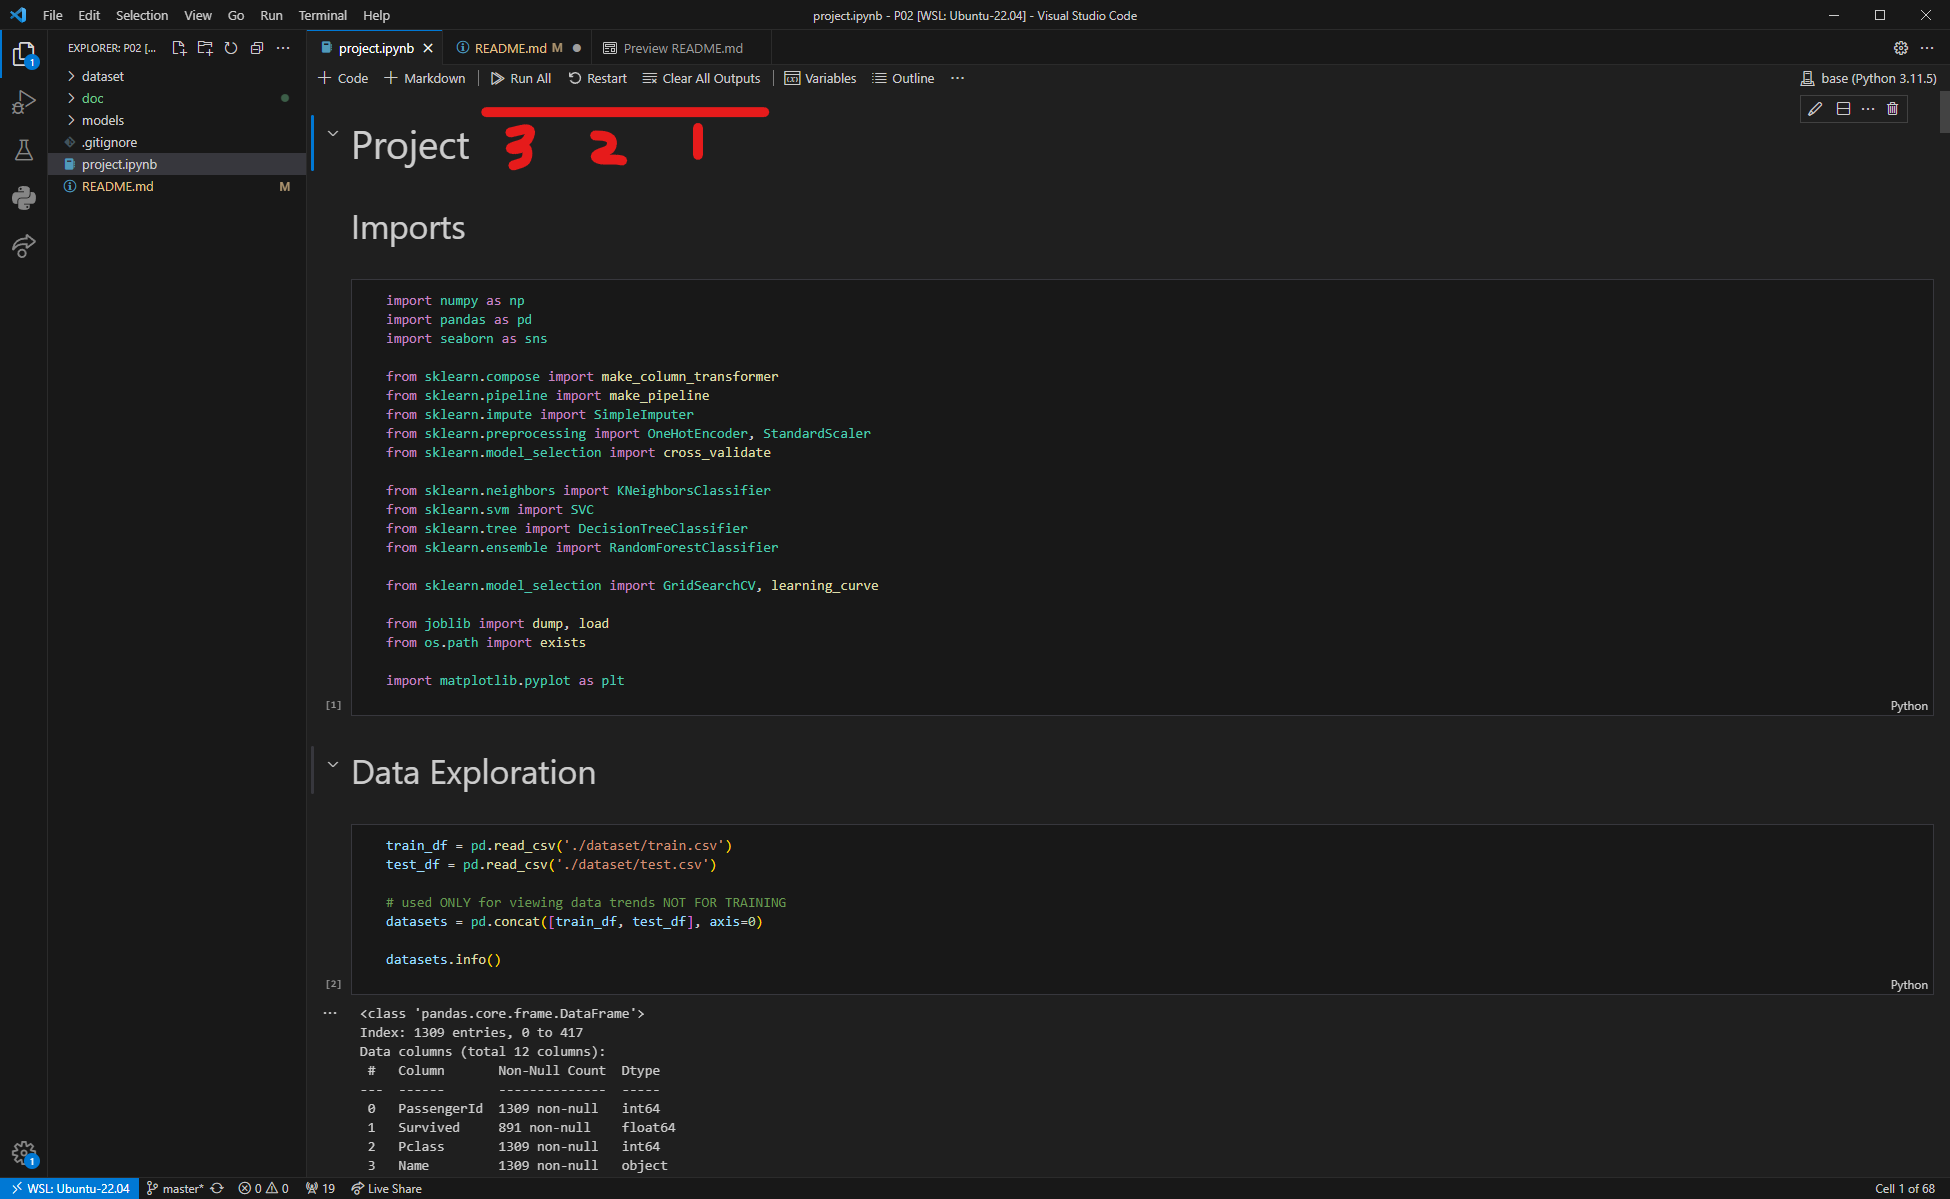 File Edit Selection View Go Run Terminal Help
project.ipynb - P02 [WSL: Ubuntu-22.04] - Visual Studio Code
EXPLORER: P02 [...
project.ipynb
README.md M
Preview README.md
dataset
doc
models
.gitignore
project.ipynb
README.md M
Code
Markdown
Run All
Restart
Clear All Outputs
Variables
Outline
base (Python 3.11.5)
Project
3 2 1
Imports
import numpy as np
import pandas as pd
import seaborn as sns
from sklearn.compose import make_column_transformer
from sklearn.pipeline import make_pipeline
from sklearn.impute import SimpleImputer
from sklearn.preprocessing import OneHotEncoder, StandardScaler
from sklearn.model_selection import cross_validate
from sklearn.neighbors import KNeighborsClassifier
from sklearn.svm import SVC
from sklearn.tree import DecisionTreeClassifier
from sklearn.ensemble import RandomForestClassifier
from sklearn.model_selection import GridSearchCV, learning_curve
from joblib import dump, load
from os.path import exists
import matplotlib.pyplot as plt
[1]
Python
Data Exploration
train_df = pd.read_csv('./dataset/train.csv')
test_df = pd.read_csv('./dataset/test.csv')
# used ONLY for viewing data trends NOT FOR TRAINING
datasets = pd.concat([train_df, test_df], axis=0)
datasets.info()
[2]
Python
<class 'pandas.core.frame.DataFrame'>
Index: 1309 entries, 0 to 417
Data columns (total 12 columns):
# Column Non-Null Count Dtype
--- ------ -------------- -----
0 PassengerId 1309 non-null int64
1 Survived 891 non-null float64
2 Pclass 1309 non-null int64
3 Name 1309 non-null object
1
1
WSL: Ubuntu-22.04 master* 0 0 19 Live Share
Cell 1 of 68